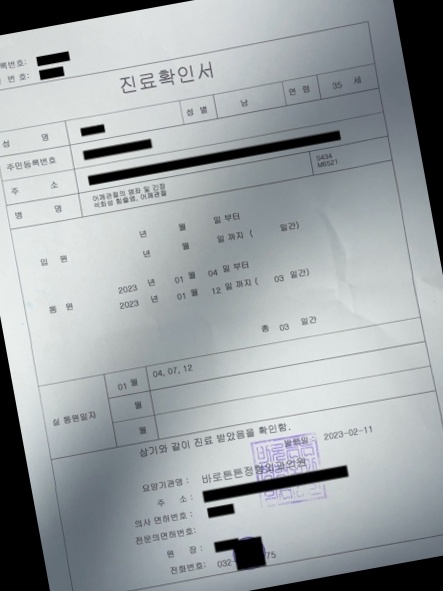 록번호:
번 호:
진료확인서
성 명 성 별 남 연 령 35 세
주민등록번호
주 소
병 명 어깨관절의 염좌 및 긴장 S434
석회성 힘줄염, 어깨관절 M6521
입 원 년 월 일 부터
년 월 일 까지 ( 일간)
통 원 2023 년 01 월 04 일 부터
2023 년 01 월 12 일 까지 ( 03 일간)
총 03 일간
실 통원일자 01 월 04, 07, 12
월
월
상기와 같이 진료 받았음을 확인함.
발행일 : 2023-02-11
요양기관명 : 바로튼튼정형외과의원
주 소 :
의사 면허번호 :
전문의면허번호:
원 장 :
전화번호: 032- 75